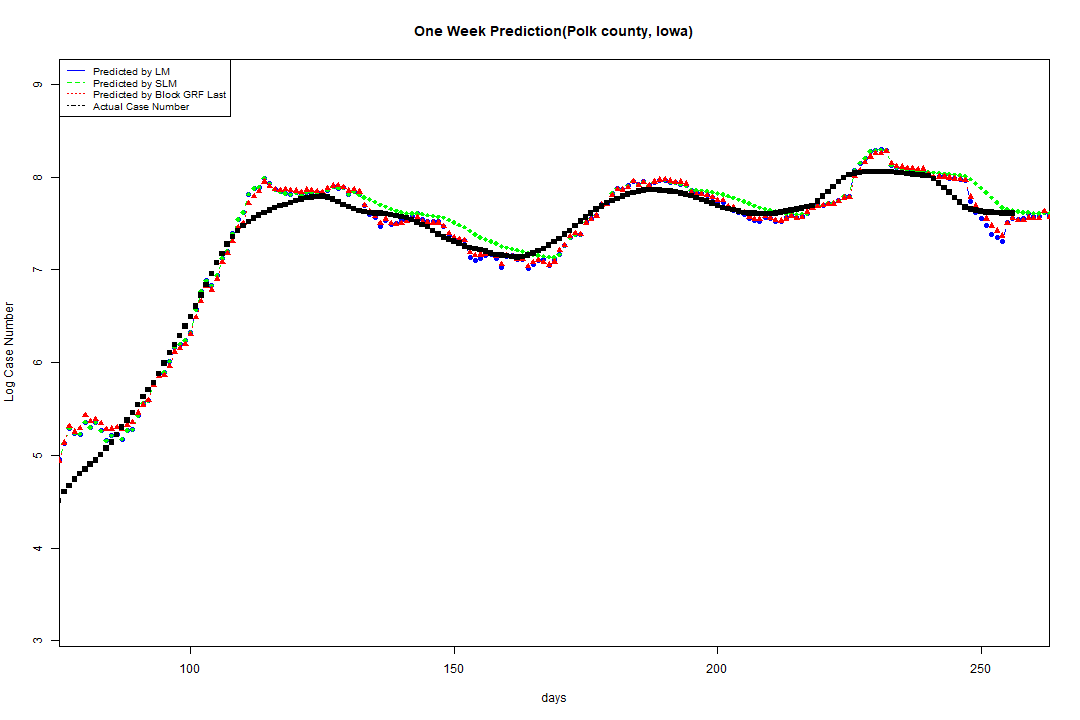 One Week Prediction(Polk county, Iowa)
Predicted by LM
Predicted by SLM
Predicted by Block GRF Last
Actual Case Number
9
8
7
6
5
4
3
Log Case Number
100 150 200 250
days